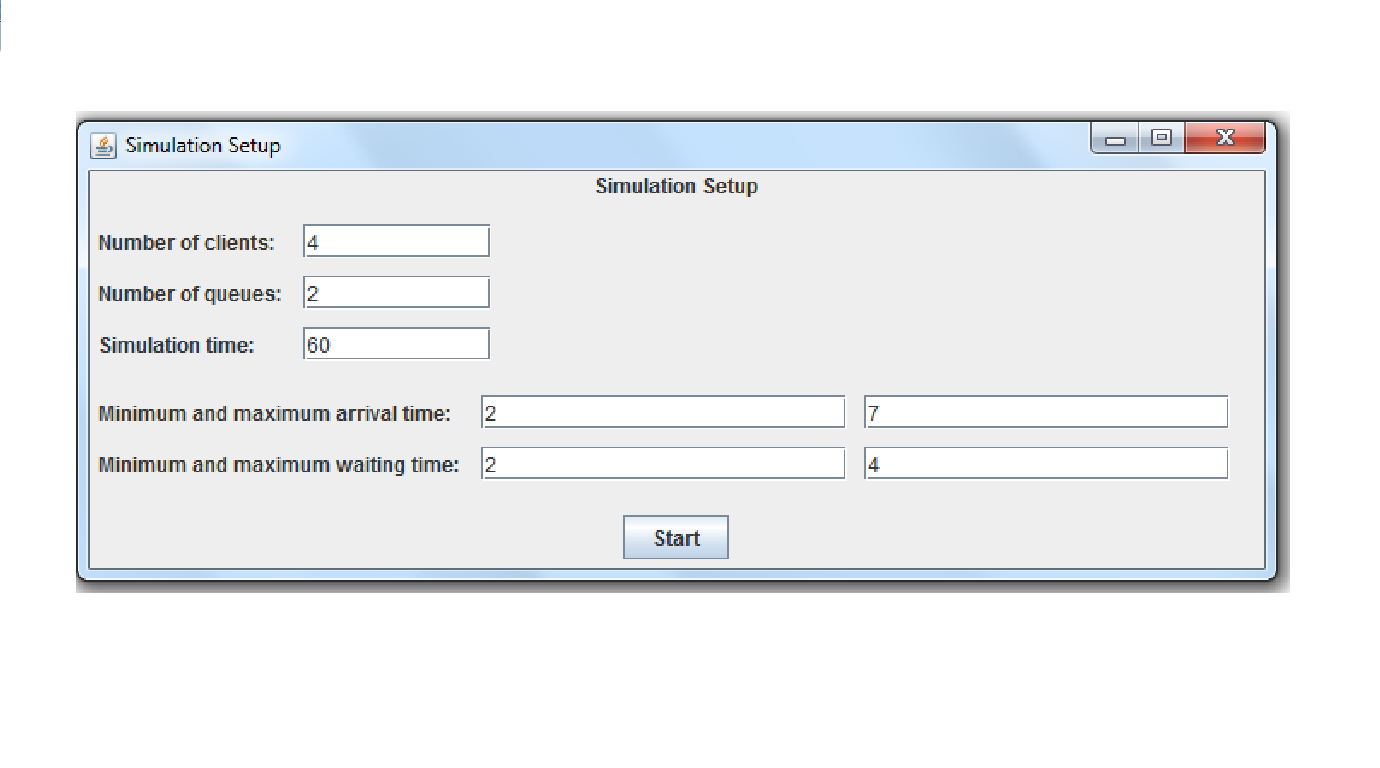 Simulation Setup
Simulation Setup
Number of clients: 4
Number of queues: 2
Simulation time: 60
Minimum and maximum arrival time: 2 7
Minimum and maximum waiting time: 2 4
Start